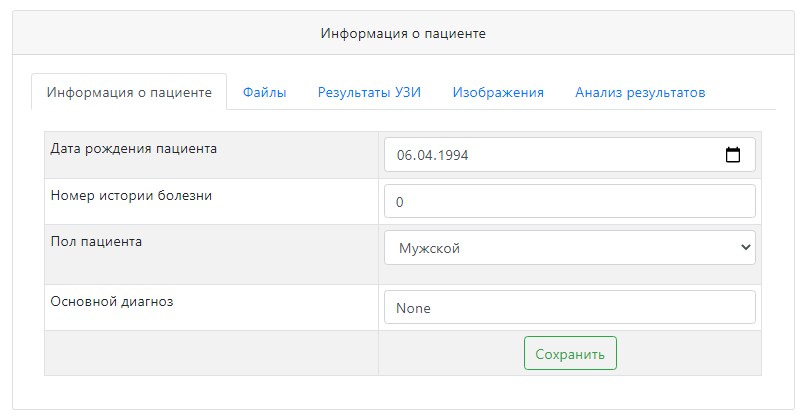 Информация о пациенте
Информация о пациенте Файлы Результаты УЗИ Изображения Анализ результатов
Дата рождения пациента 06.04.1994
Номер истории болезни 0
Пол пациента Мужской
Основной диагноз None
Сохранить